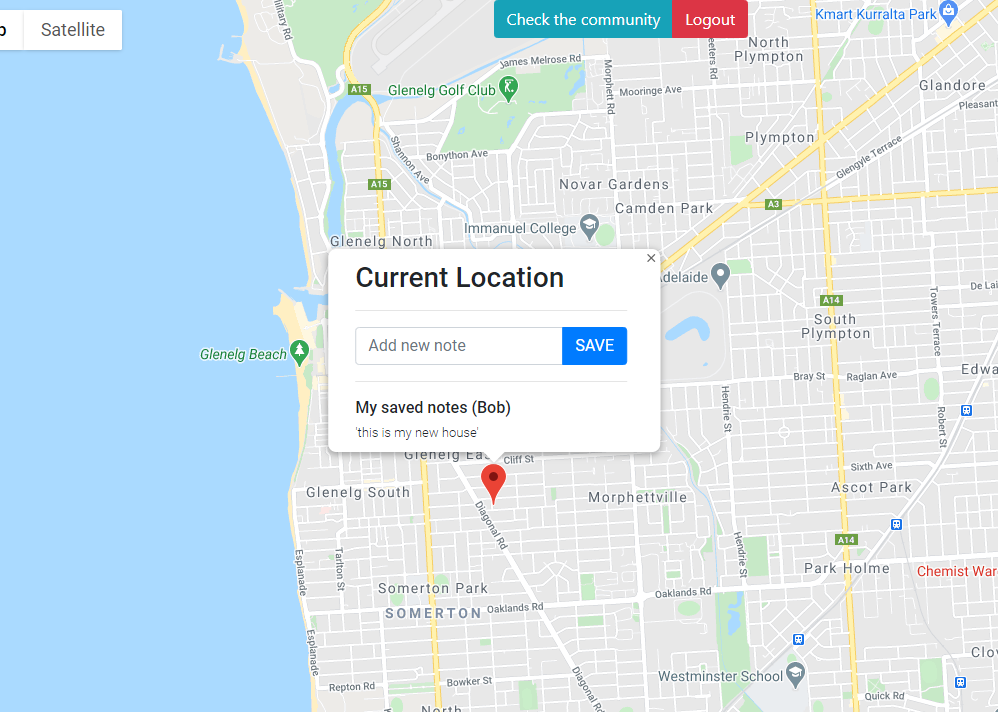 Satellite
Check the community
Logout
Kmart Kurralta Park
Military Rd
North
Plympton
James Melrose Rd
A15
Glenelg Golf Club
Morphett Rd
Mooringe Ave
Glandore
Pleasant
Plympton
Shannon Ave
Bonython Ave
Glengyle Terrace
A15
Novar Gardens
Camden Park
A3
Immanuel College
Glenelg North
Current Location
×
delaide
A14
De Lai
South
Plympton
Towers Terrace
Add new note
SAVE
Glenelg Beach
Bray St
Raglan Ave
Edwa
Henrie St
Robert St
My saved notes (Bob)
'this is my new house'
Glenelg Eas
Cliff St
Sixth Ave
Ascot Park
Glenelg South
Morphettville
Diagonal Rd
Hendrie St
A14
Esplanade
Tarlton St
Park Holme
Chemist War
Somerton Park
Oaklands Rd
SOMERTON
Oaklands Rd
Esplanade
Clov
Westminster School
Diagonal Rd
Repton Rd
Bowker St
Quick Rd
North